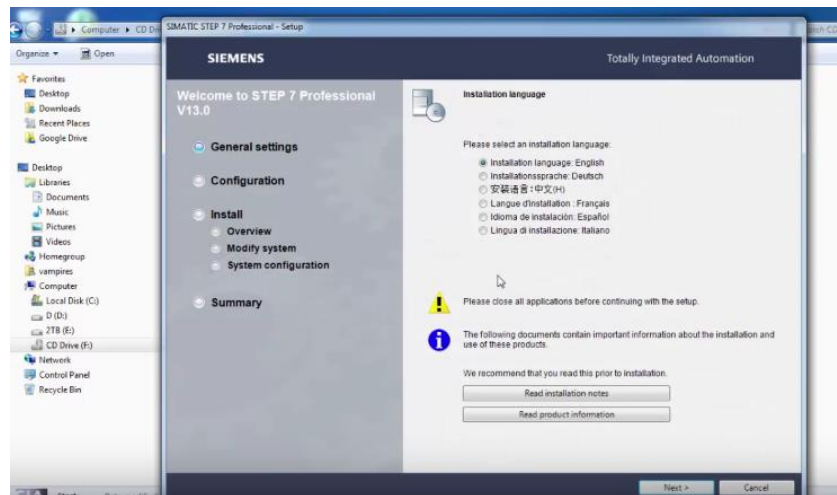 SIMATIC STEP 7 Professional - Setup
Computer ▸ CD
Organize
Open
Favorites
Desktop
Downloads
Recent Places
Google Drive
Desktop
Libraries
Documents
Music
Pictures
Videos
Homegroup
vampires
Computer
Local Disk (C:)
D (D:)
2TB (E:)
CD Drive (F:)
Network
Control Panel
Recycle Bin
SIEMENS
Totally Integrated Automation
Welcome to STEP 7 Professional
V13.0
General settings
Configuration
Install
Overview
Modify system
System configuration
Summary
Installation language
Please select an installation language:
Installation language: English
Installationssprache: Deutsch
安装语言:中文(H)
Langue d'installation : Français
Idioma de instalación: Español
Lingua di installazione: Italiano
Please close all applications before continuing with the setup.
The following documents contain important information about the installation and
use of these products.
We recommend that you read this prior to installation.
Read installation notes
Read product information
Next >
Cancel